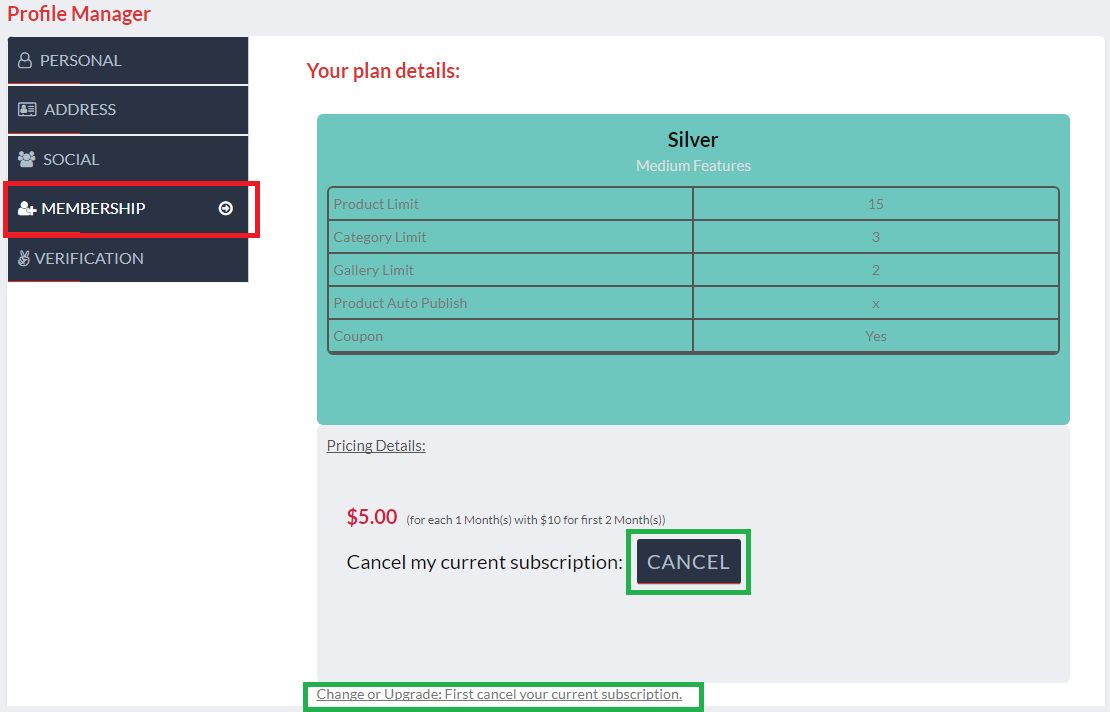 Profile Manager
PERSONAL
ADDRESS
SOCIAL
MEMBERSHIP
VERIFICATION
Your plan details:
Silver
Medium Features
Product Limit 15
Category Limit 3
Gallery Limit 2
Product Auto Publish x
Coupon Yes
Pricing Details:
$5.00 (for each 1 Month(s) with $10 for first 2 Month(s))
Cancel my current subscription: CANCEL
Change or Upgrade: First cancel your current subscription.